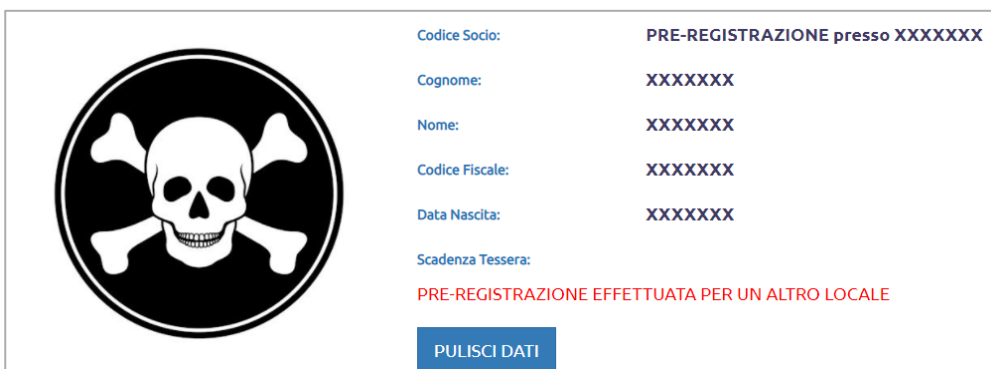 Codice Socio: PRE-REGISTRAZIONE presso XXXXXXX
Cognome: XXXXXXX
Nome: XXXXXXX
Codice Fiscale: XXXXXXX
Data Nascita: XXXXXXX
Scadenza Tessera:
PRE-REGISTRAZIONE EFFETTUATA PER UN ALTRO LOCALE
PULISCI DATI